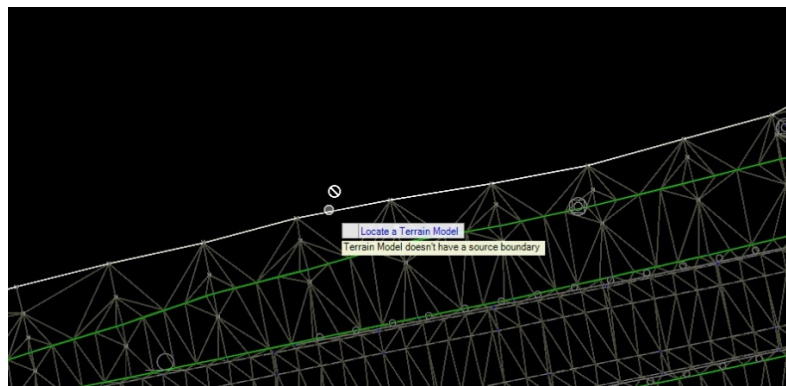 Locate a Terrain Model
Terrain Model doesn't have a source boundary